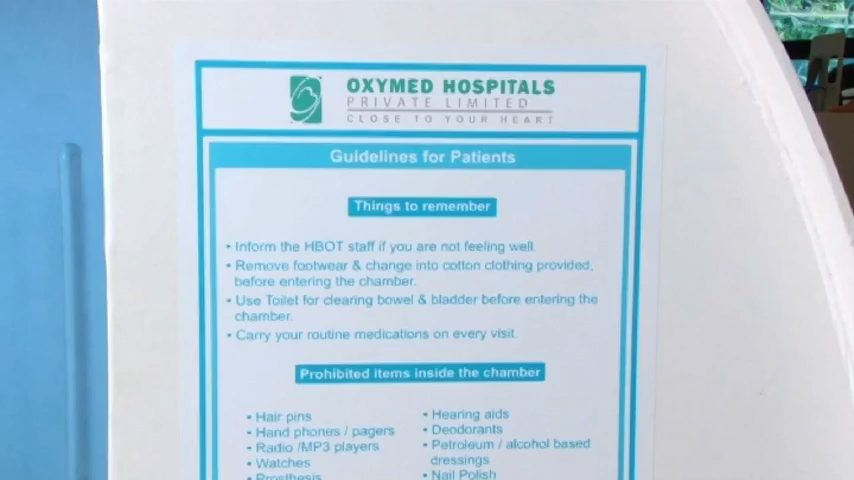 OXYMED HOSPITALS
PRIVATE LIMITED
CLOSE TO YOUR HEART
Guidelines for Patients
Things to remember
• Inform the HBOT staff if you are not feeling well.
• Remove footwear & change into cotton clothing provided,
before entering the chamber.
• Use Toilet for clearing bowel & bladder before entering the
chamber.
• Carry your routine medications on every visit.
Prohibited items inside the chamber
• Hair pins
• Hand phones / pagers
• Radio /MP3 players
• Watches
• Prosthesis
• Hearing aids
• Deodorants
• Petroleum / alcohol based
dressings
• Nail Polish